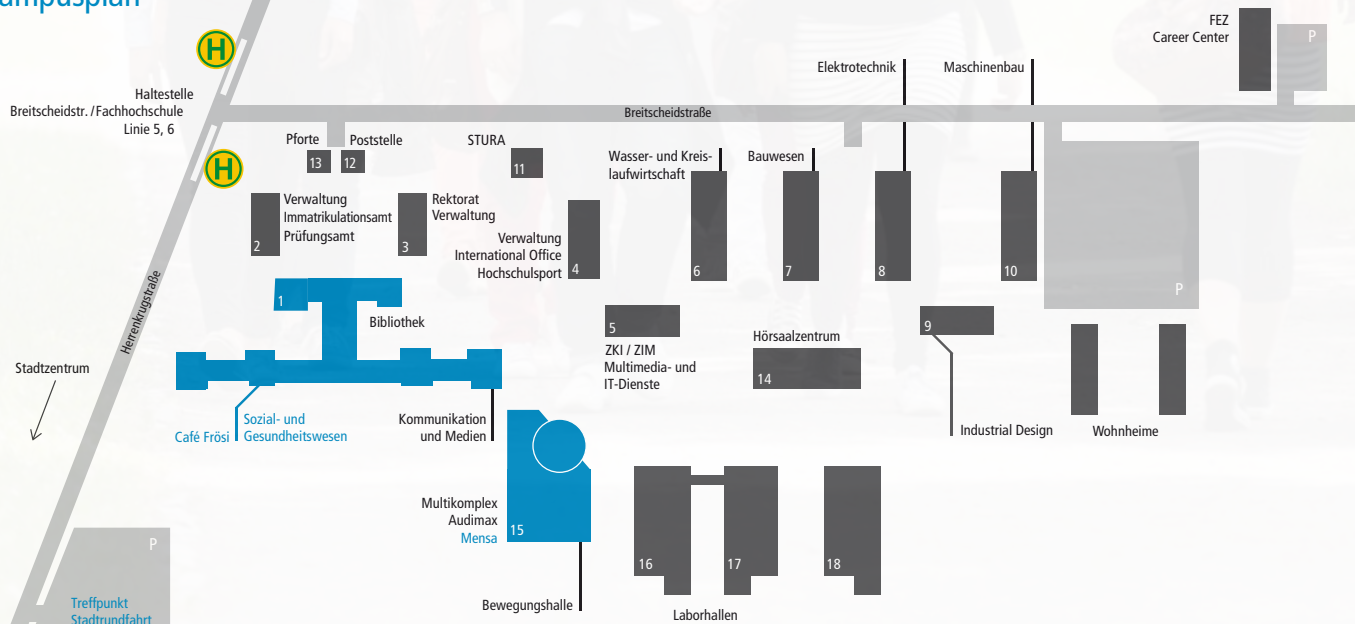 ampusplan
FEZ
Career Center
P
H
Elektrotechnik
Maschinenbau
Haltestelle
Breitscheidstr. / Fachhochschule
Linie 5, 6
Breitscheidstraße
Pforte
Poststelle
13
12
STURA
11
H
Wasser- und Kreis-
laufwirtschaft
Bauwesen
Verwaltung
Immatrikulationsamt
Prüfungsamt
2
Rektorat
Verwaltung
3
Verwaltung
International Office
Hochschulsport
4
6
7
8
10
P
1
Herrenkrugstraße
Bibliothek
5
ZKI / ZIM
Multimedia- und
IT-Dienste
Hörsaalzentrum
14
9
Stadtzentrum
Café Frösi
Sozial- und
Gesundheitswesen
Kommunikation
und Medien
Industrial Design
Wohnheime
Multikomplex
Audimax
Mensa
15
P
16
17
18
Treffpunkt
Stadtrundfahrt
Bewegungshalle
Laborhallen